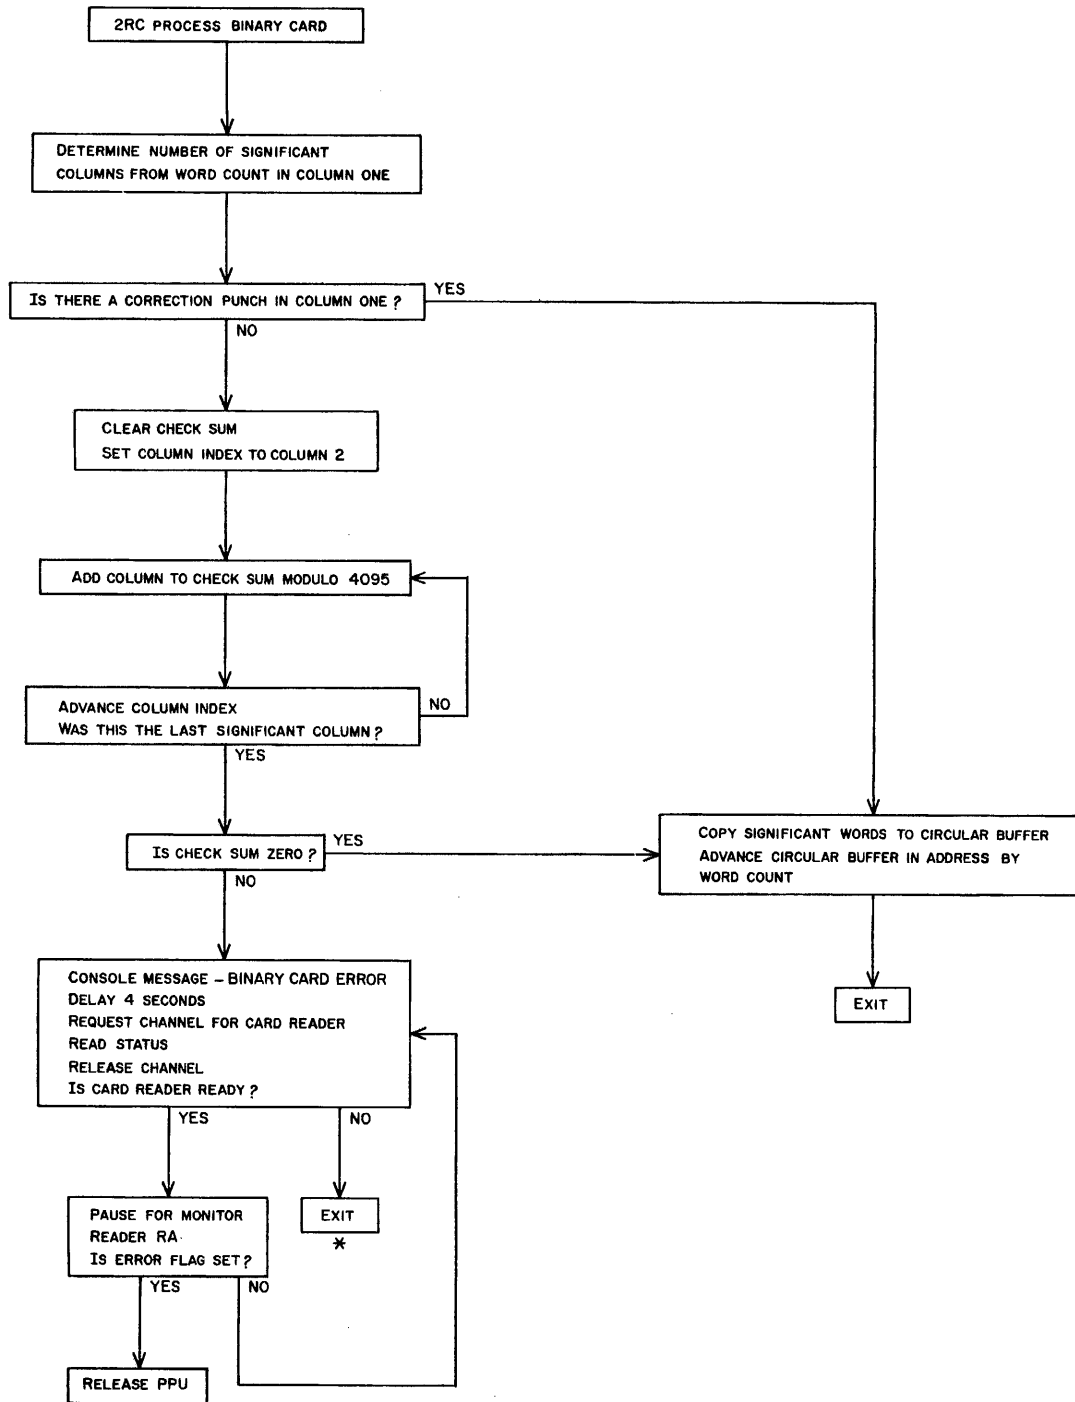 2RC PROCESS BINARY CARD
DETERMINE NUMBER OF SIGNIFICANT
COLUMNS FROM WORD COUNT IN COLUMN ONE
IS THERE A CORRECTION PUNCH IN COLUMN ONE ?
YES
NO
CLEAR CHECK SUM
SET COLUMN INDEX TO COLUMN 2
ADD COLUMN TO CHECK SUM MODULO 4095
ADVANCE COLUMN INDEX
WAS THIS THE LAST SIGNIFICANT COLUMN ?
NO
YES
IS CHECK SUM ZERO ?
YES
NO
COPY SIGNIFICANT WORDS TO CIRCULAR BUFFER
ADVANCE CIRCULAR BUFFER IN ADDRESS BY
WORD COUNT
EXIT
CONSOLE MESSAGE – BINARY CARD ERROR
DELAY 4 SECONDS
REQUEST CHANNEL FOR CARD READER
READ STATUS
RELEASE CHANNEL
IS CARD READER READY ?
YES
NO
PAUSE FOR MONITOR
READER RA
IS ERROR FLAG SET ?
EXIT
*
YES
NO
RELEASE PPU